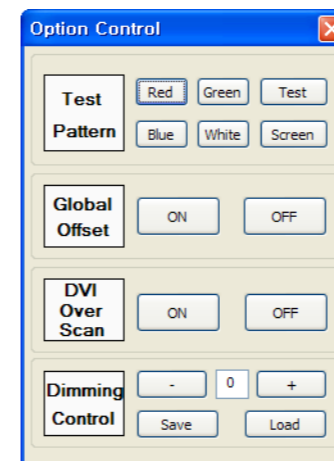 Option Control
Test Pattern
Red Green Test
Blue White Screen
Global Offset
ON OFF
DVI Over Scan
ON OFF
Dimming Control
- 0 +
Save Load